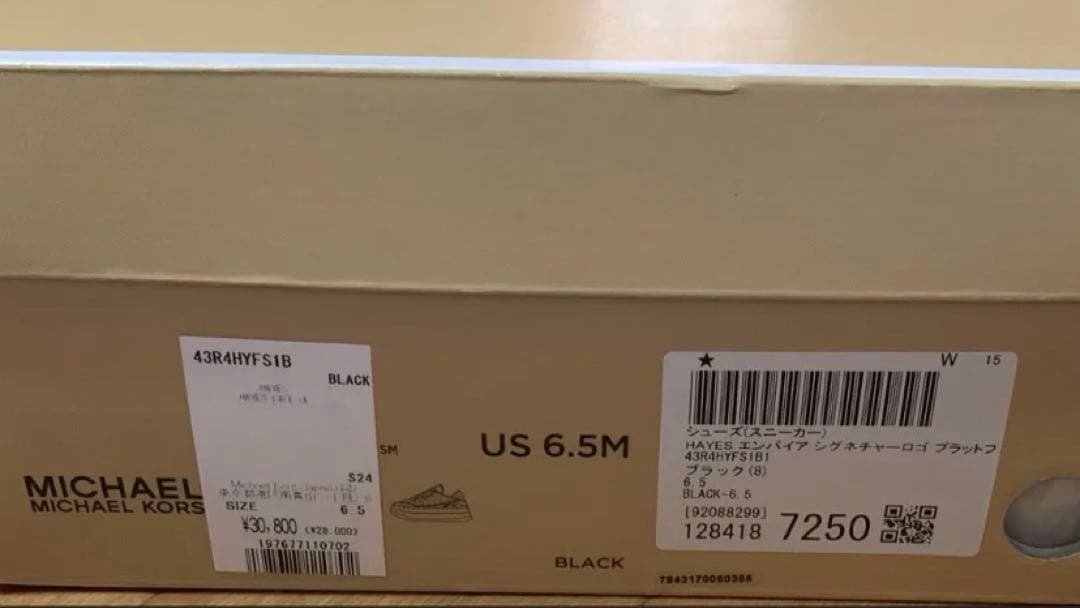 43R4HYFS1B
BLACK
S24
SIZE 6.5
¥30,800 (¥28,000)
197677110702
MICHAEL
MICHAEL KORS
SM
US 6.5M
BLACK
★ W 15
シューズ(スニーカー)
HAYES エンパイア シグネチャーロゴ プラットフ
43R4HYFS1B1
ブラック(8)
6.5
BLACK-6.5
[92088299]
128418 7250